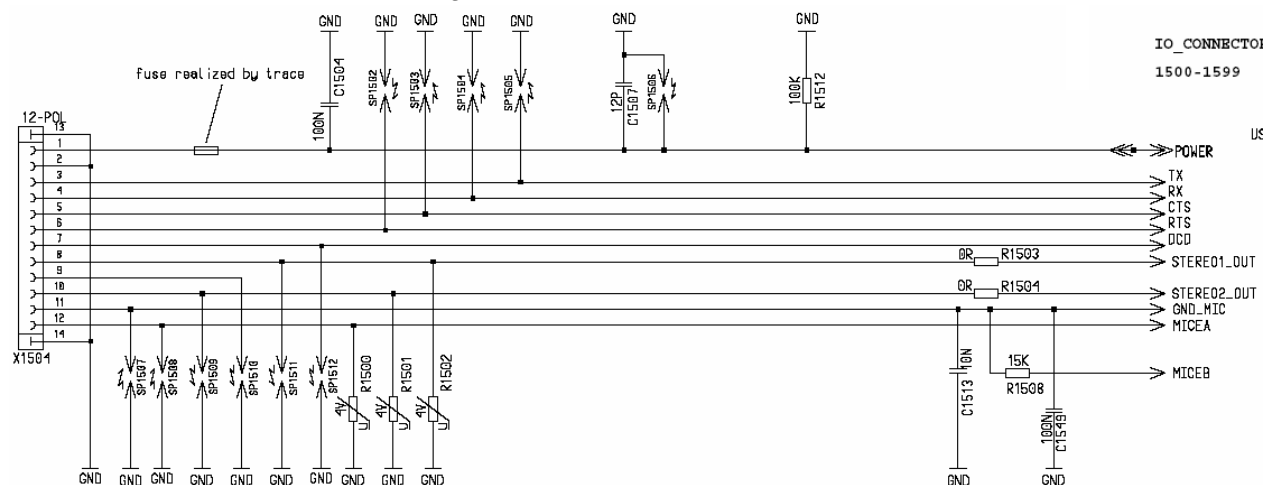 GND GND GND GND GND GND GND
IO_CONNECTOR
1500-1599
fuse realized by trace
C1504
100N
SP1502
SP1503
SP1504
SP1505
12P
C1507
SP1506
100K
R1512
12-POL
13
1
2
3
4
5
6
7
8
9
10
11
12
14
X1504
US
POWER
TX
RX
CTS
RTS
DCD
0R R1503
STEREO1_OUT
0R R1504
STEREO2_OUT
GND_MIC
MICEA
MICEB
SP1507
SP1508
SP1509
SP1510
SP1511
SP1512
4V
U
R1500
4V
U
R1501
4V
U
R1502
10N
C1513
15K
R1508
100N
C1549
GND GND GND GND GND GND GND GND GND GND GND GND